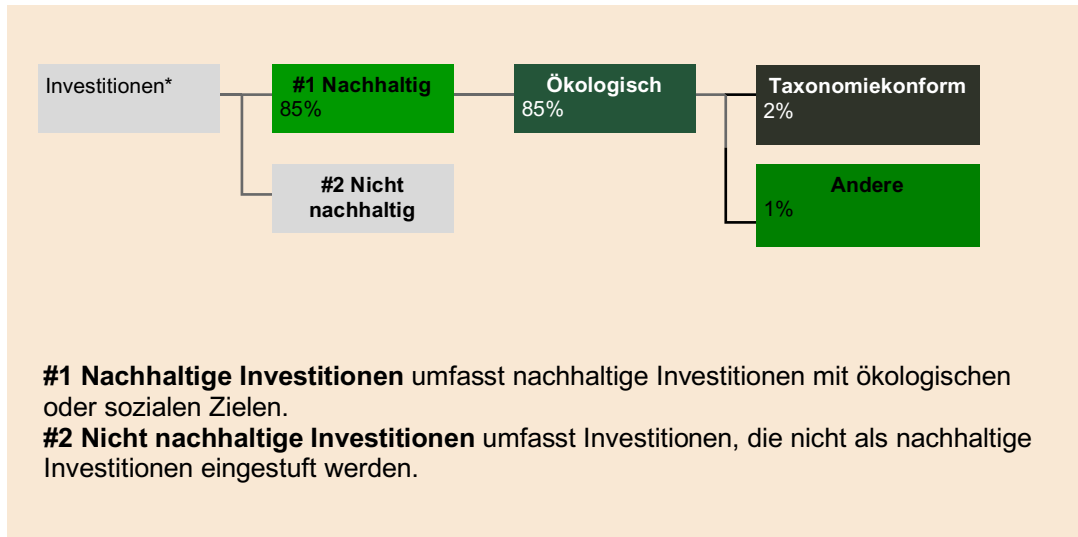 Investitionen*
#1 Nachhaltig
85%
Ökologisch
85%
Taxonomiekonform
2%
#2 Nicht
nachhaltig
Andere
1%
#1 Nachhaltige Investitionen umfasst nachhaltige Investitionen mit ökologischen
oder sozialen Zielen.
#2 Nicht nachhaltige Investitionen umfasst Investitionen, die nicht als nachhaltige
Investitionen eingestuft werden.